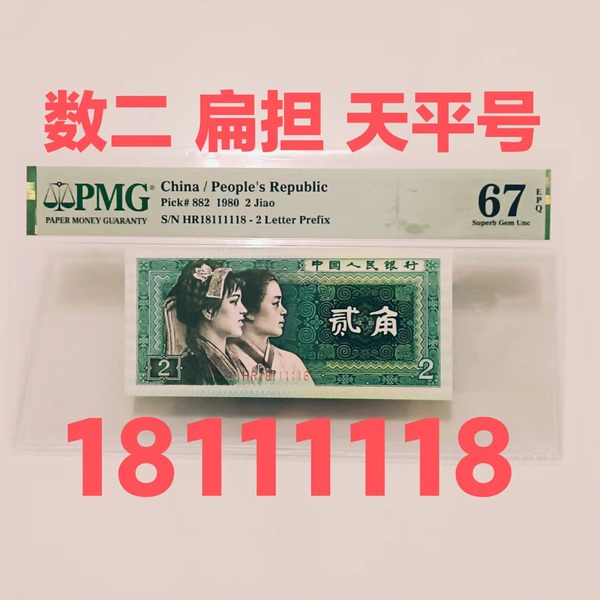 数二 扁担 天平号
PMG
PAPER MONEY GUARANTY
China / People's Republic
Pick# 882 1980 2 Jiao
S/N HR18111118 - 2 Letter Prefix
67
EPQ
Superb Gem Unc
中国人民银行
贰角
HR18111118
2
2
18111118